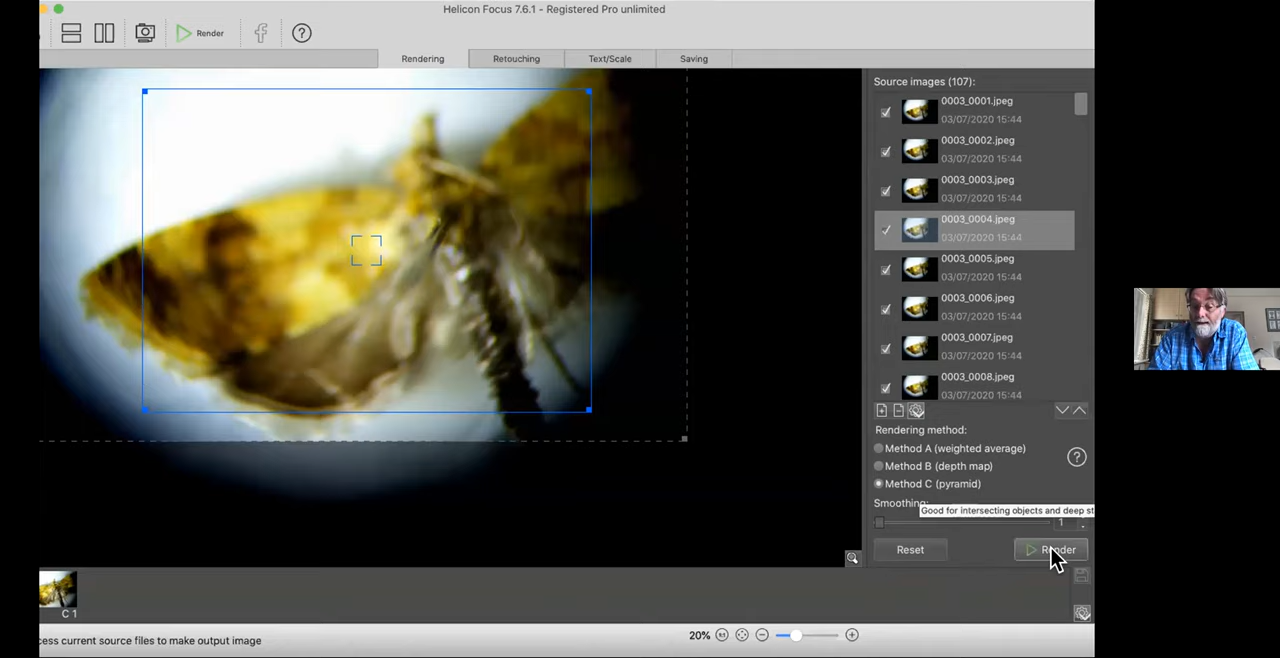 Helicon Focus 7.6.1 - Registered Pro unlimited
Render
Rendering
Retouching
Text/Scale
Saving
Source images (107):
0003_0001.jpeg
03/07/2020 15:44
0003_0002.jpeg
03/07/2020 15:44
0003_0003.jpeg
03/07/2020 15:44
0003_0004.jpeg
03/07/2020 15:44
0003_0005.jpeg
03/07/2020 15:44
0003_0006.jpeg
03/07/2020 15:44
0003_0007.jpeg
03/07/2020 15:44
0003_0008.jpeg
03/07/2020 15:44
Rendering method:
Method A (weighted average)
Method B (depth map)
Method C (pyramid)
Smoothing:
Good for intersecting objects and deep st
1
Reset
Render
C 1
cess current source files to make output image
20%